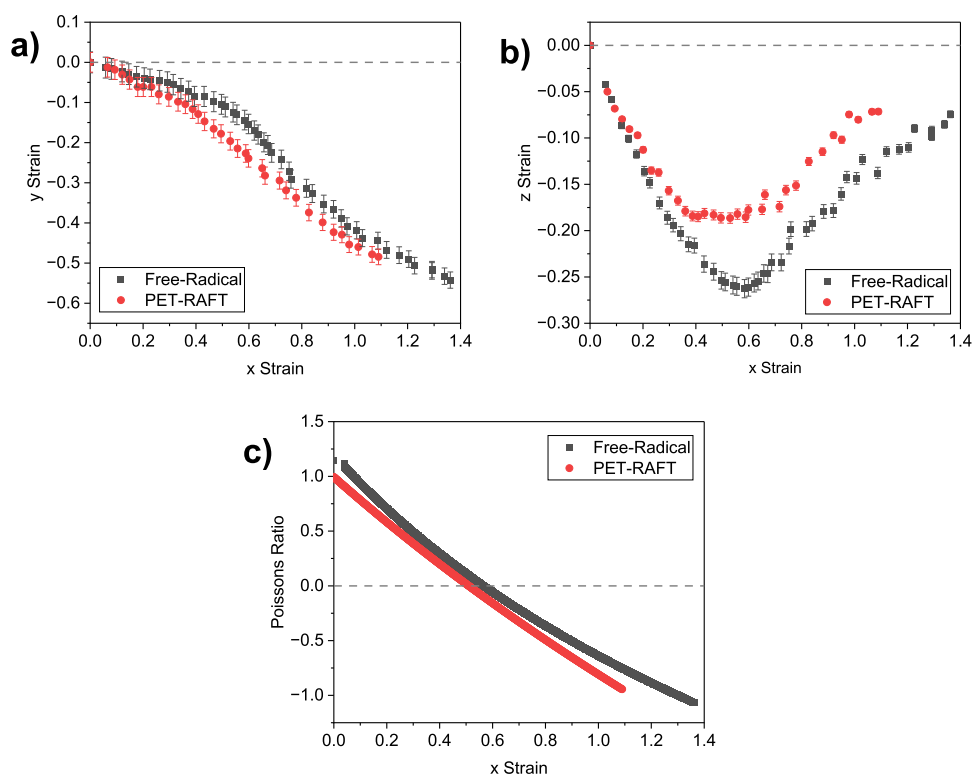 a)
y Strain
0.1
0.0
−0.1
−0.2
−0.3
−0.4
−0.5
−0.6
Free-Radical
PET-RAFT
0.0 0.2 0.4 0.6 0.8 1.0 1.2 1.4
x Strain
b)
z Strain
0.00
−0.05
−0.10
−0.15
−0.20
−0.25
−0.30
Free-Radical
PET-RAFT
0.0 0.2 0.4 0.6 0.8 1.0 1.2 1.4
x Strain
c)
Poissons Ratio
1.5
1.0
0.5
0.0
−0.5
−1.0
Free-Radical
PET-RAFT
0.0 0.2 0.4 0.6 0.8 1.0 1.2 1.4
x Strain